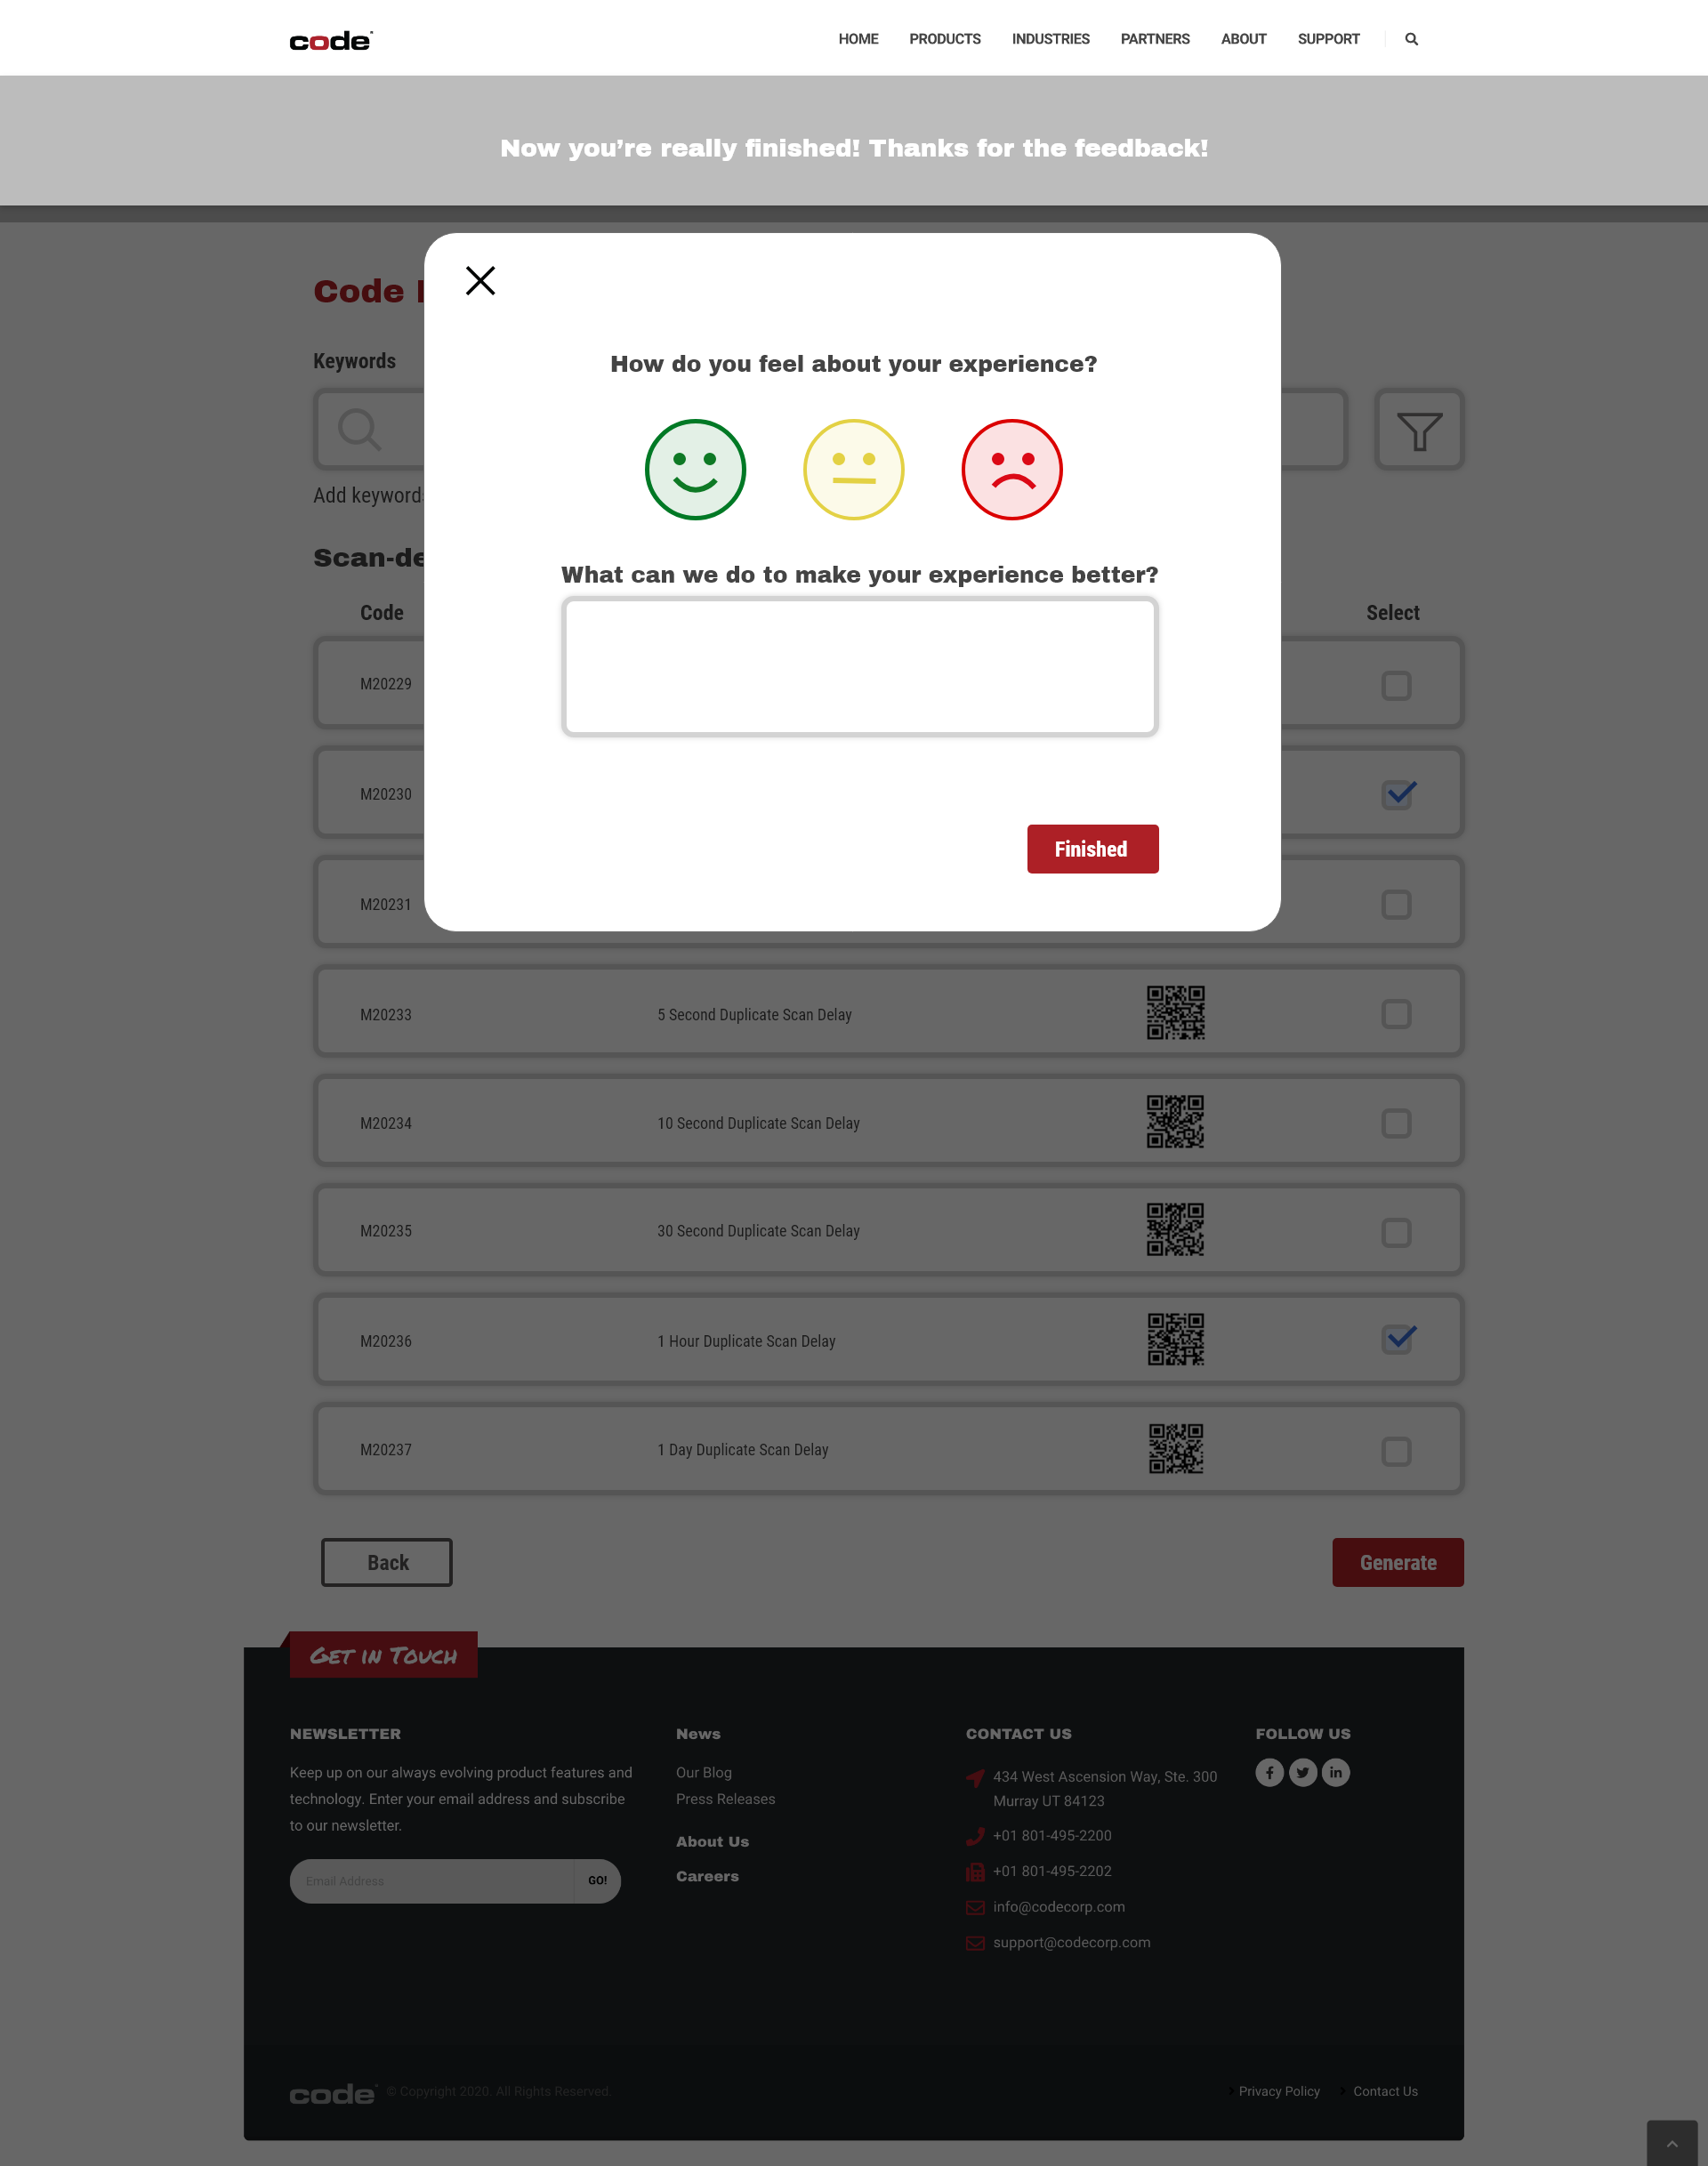 code
HOME PRODUCTS INDUSTRIES PARTNERS ABOUT SUPPORT
Now you're really finished! Thanks for the feedback!
Code
How do you feel about your experience?
Keywords
Add keywords
Scan-de
What can we do to make your experience better?
Code Select
M20229
M20230
Finished
M20231
M20233 5 Second Duplicate Scan Delay
M20234 10 Second Duplicate Scan Delay
M20235 30 Second Duplicate Scan Delay
M20236 1 Hour Duplicate Scan Delay
M20237 1 Day Duplicate Scan Delay
Back Generate
Get in Touch
NEWSLETTER
Keep up on our always evolving product features and
technology. Enter your email address and subscribe
to our newsletter.
Email Address GO!
News
Our Blog
Press Releases
About Us
Careers
CONTACT US
434 West Ascension Way, Ste. 300
Murray UT 84123
+01 801-495-2200
+01 801-495-2202
info@codecorp.com
support@codecorp.com
FOLLOW US
code © Copyright 2020. All Rights Reserved.
Privacy Policy Contact Us